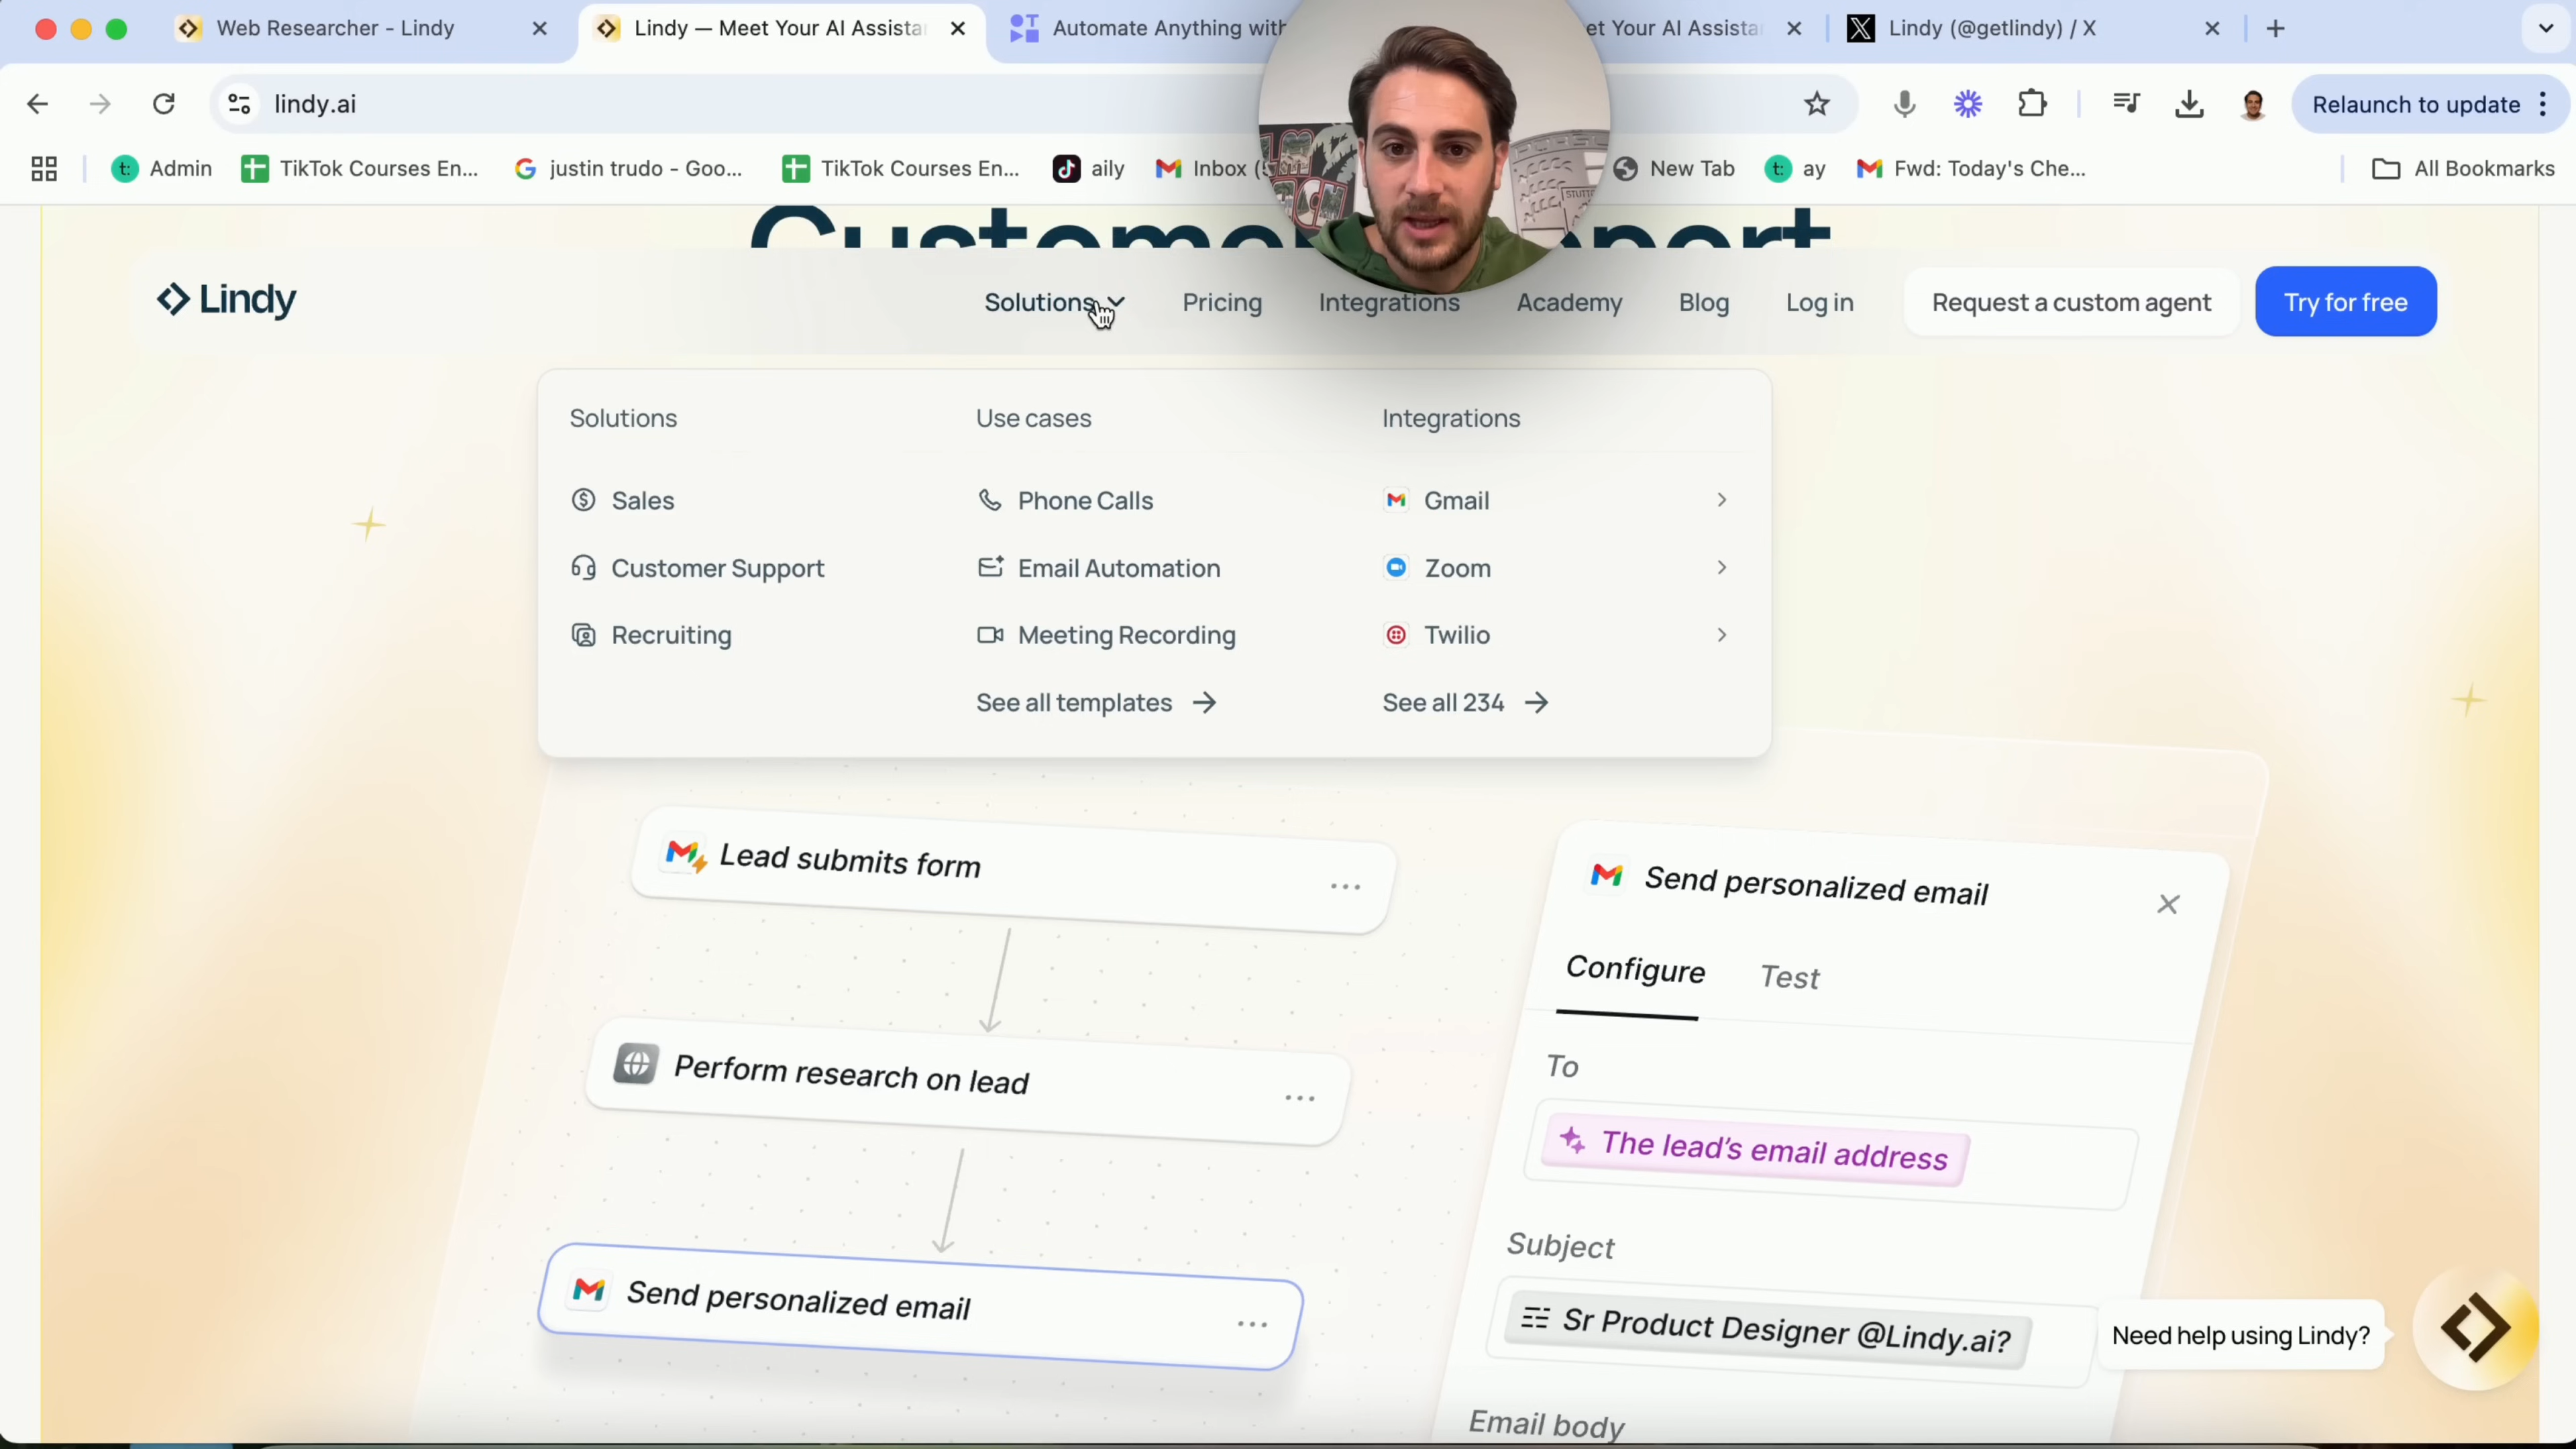 Web Researcher - Lindy
Lindy — Meet Your AI Assista
Automate Anything with
et Your AI Assista
Lindy (@getlindy) / X
lindy.ai
Relaunch to update
Admin
TikTok Courses En...
justin trudo - Goo...
TikTok Courses En...
aily
Inbox (
New Tab
ay
Fwd: Today's Che...
All Bookmarks
Lindy
Solutions
Pricing
Integrations
Academy
Blog
Log in
Request a custom agent
Try for free
Solutions
Sales
Customer Support
Recruiting
Use cases
Phone Calls
Email Automation
Meeting Recording
See all templates
Integrations
Gmail
Zoom
Twilio
See all 234
Lead submits form
Perform research on lead
Send personalized email
Send personalized email
Configure
Test
To
The lead's email address
Subject
Sr Product Designer @Lindy.ai?
Email body
Need help using Lindy?